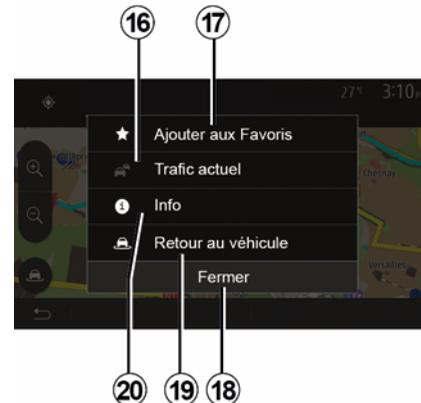 16 17
27 °C 3:10
Ajouter aux Favoris
Trafic actuel
Chesnay
Info
Retour au véhicule
Versailles
Fermer
20 19 18